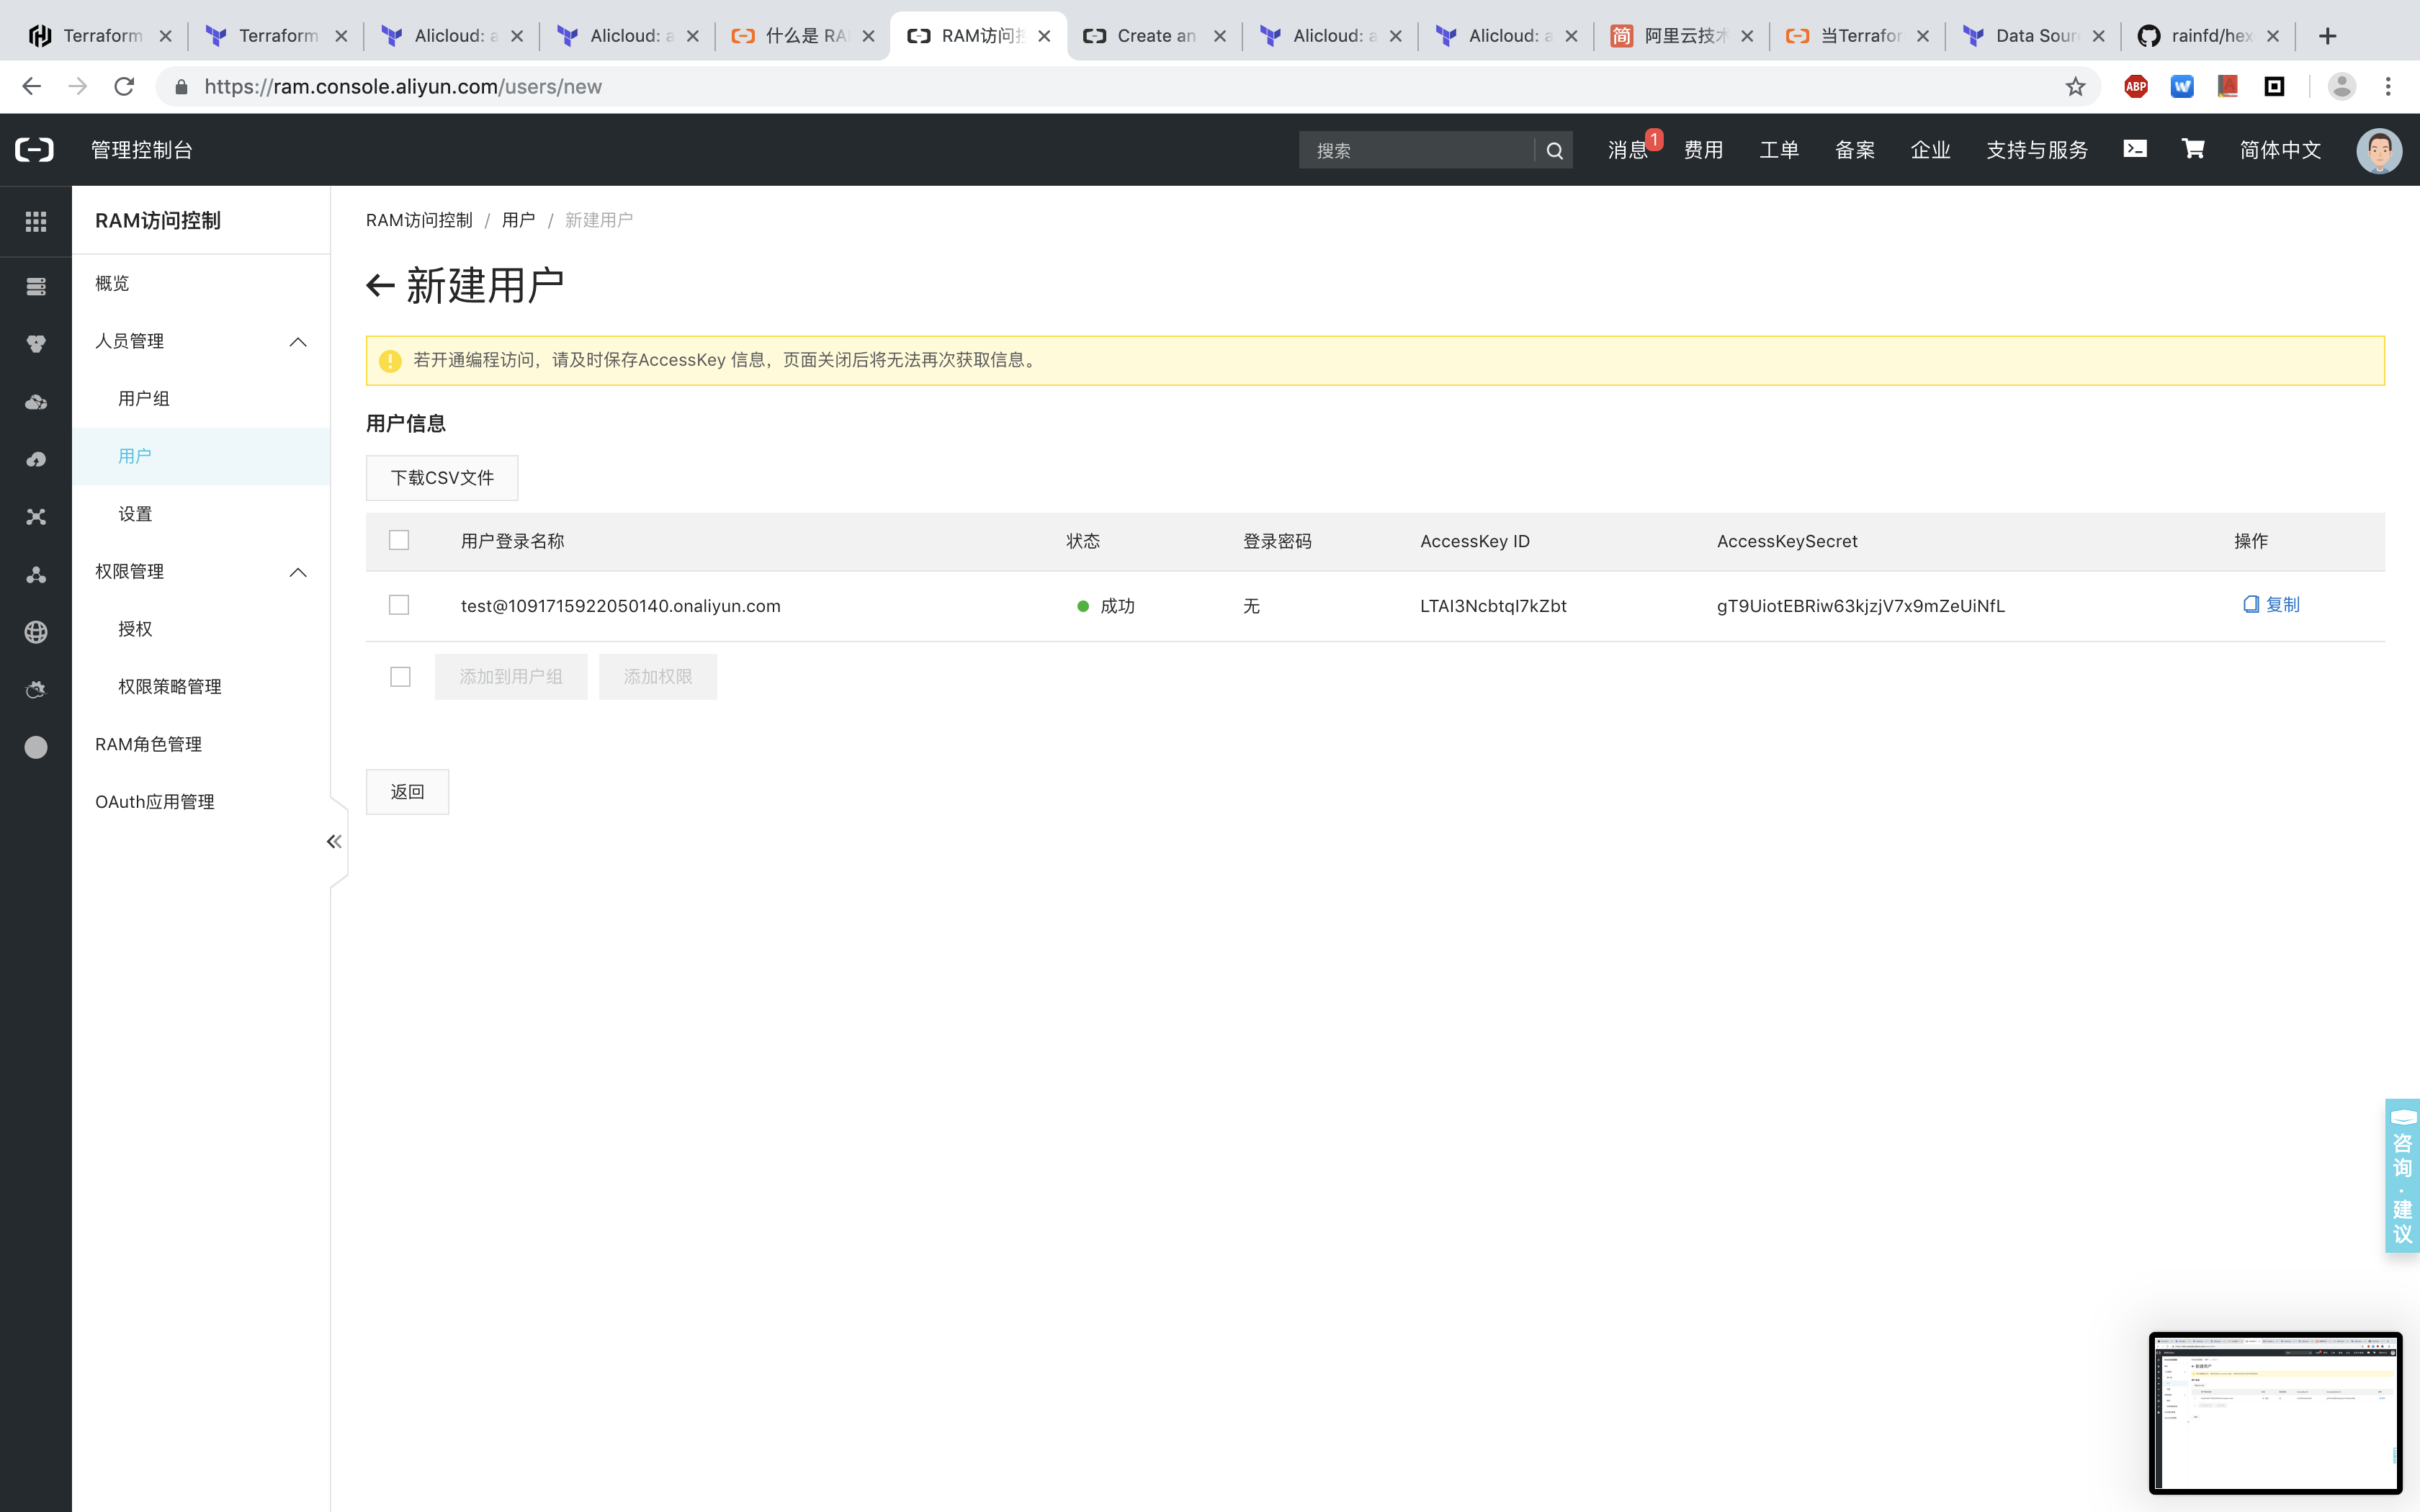 Terraform
Terraform
Alicloud: a
Alicloud: a
什么是 RA
RAM访问控
Create an
Alicloud: a
Alicloud: a
简
阿里云技术
当Terrafor
Data Sour
rainfd/hex
https://ram.console.aliyun.com/users/new
ABP
W
管理控制台
搜索
消息
1
费用
工单
备案
企业
支持与服务
简体中文
RAM访问控制
概览
人员管理
用户组
用户
设置
权限管理
授权
权限策略管理
RAM角色管理
OAuth应用管理
RAM访问控制 / 用户 / 新建用户
新建用户
若开通编程访问，请及时保存AccessKey 信息，页面关闭后将无法再次获取信息。
用户信息
下载CSV文件
用户登录名称 状态 登录密码 AccessKey ID AccessKeySecret 操作
test@1091715922050140.onaliyun.com 成功 无 LTAI3NcbtqI7kZbt gT9UiotEBRiw63kjzjV7x9mZeUiNfL 复制
添加到用户组 添加权限
返回
咨询·建议